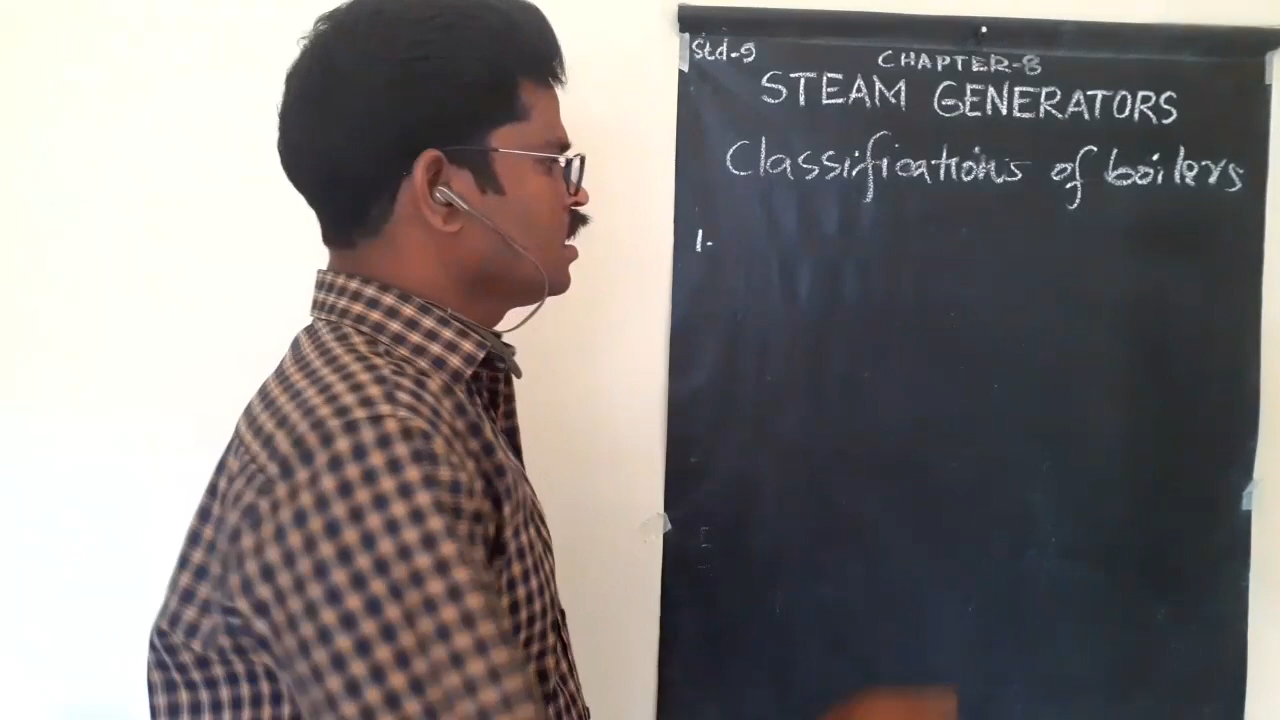 Std-9
CHAPTER-8
STEAM GENERATORS
Classifications of boilers
1-